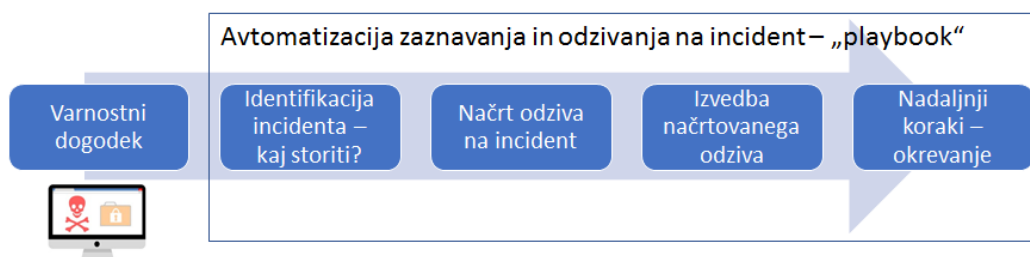 Avtomatizacija zaznavanja in odzivanja na incident – „playbook“
Varnostni
dogodek
Identifikacija
incidenta –
kaj storiti?
Načrt odziva
na incident
Izvedba
načrtovanega
odziva
Nadaljnji
koraki –
okrevanje